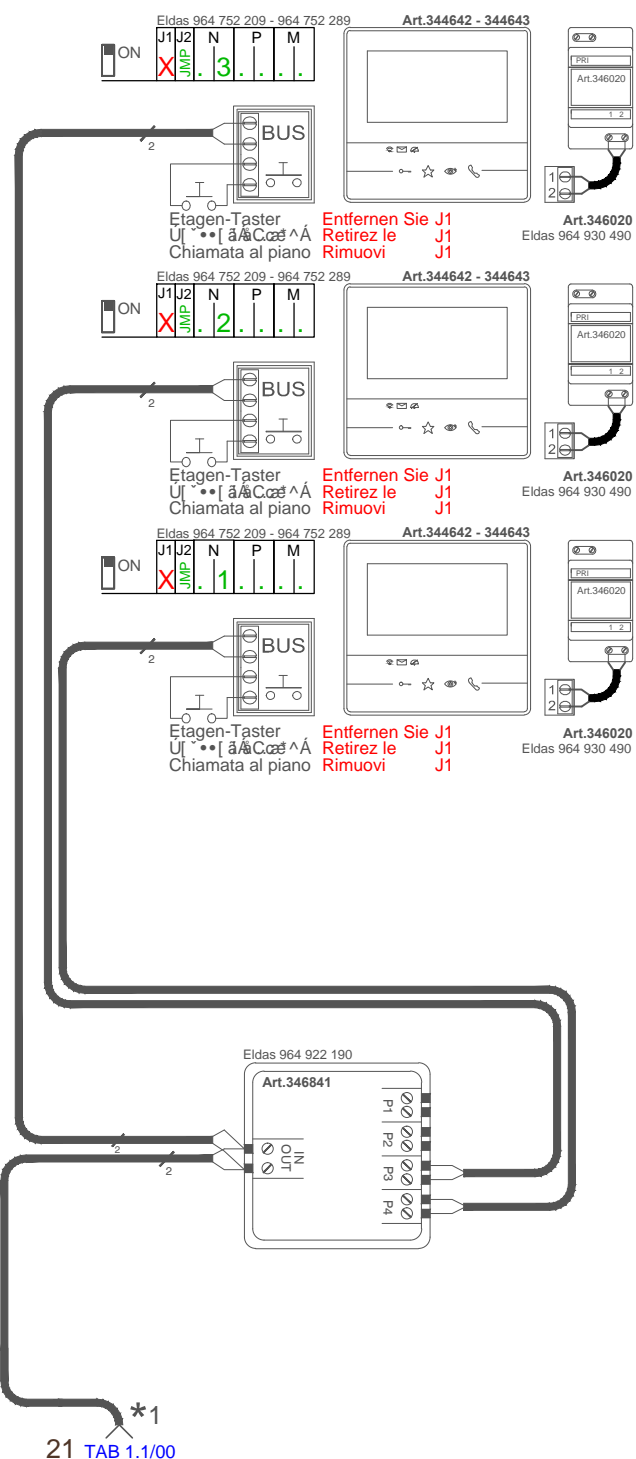 Eldas 964 752 209 - 964 752 289
Art.344642 - 344643
ON
J1 J2 N P M
X JMP . 3 . . . .
PRI
Art.346020
1 2
BUS
2
1
2
Etagen-Taster Entfernen Sie J1
Retirez le J1
Chiamata al piano Rimuovi J1
Art.346020
Eldas 964 930 490
Eldas 964 752 209 - 964 752 289
Art.344642 - 344643
ON
J1 J2 N P M
X JMP . 2 . . . .
PRI
Art.346020
1 2
BUS
2
1
2
Etagen-Taster Entfernen Sie J1
Retirez le J1
Chiamata al piano Rimuovi J1
Art.346020
Eldas 964 930 490
Eldas 964 752 209 - 964 752 289
Art.344642 - 344643
ON
J1 J2 N P M
X JMP . 1 . . . .
PRI
Art.346020
1 2
BUS
2
1
2
Etagen-Taster Entfernen Sie J1
Retirez le J1
Chiamata al piano Rimuovi J1
Art.346020
Eldas 964 930 490
Eldas 964 922 190
Art.346841
P1
P2
P3
P4
IN
OUT
2
2
*1
21 TAB 1.1/00